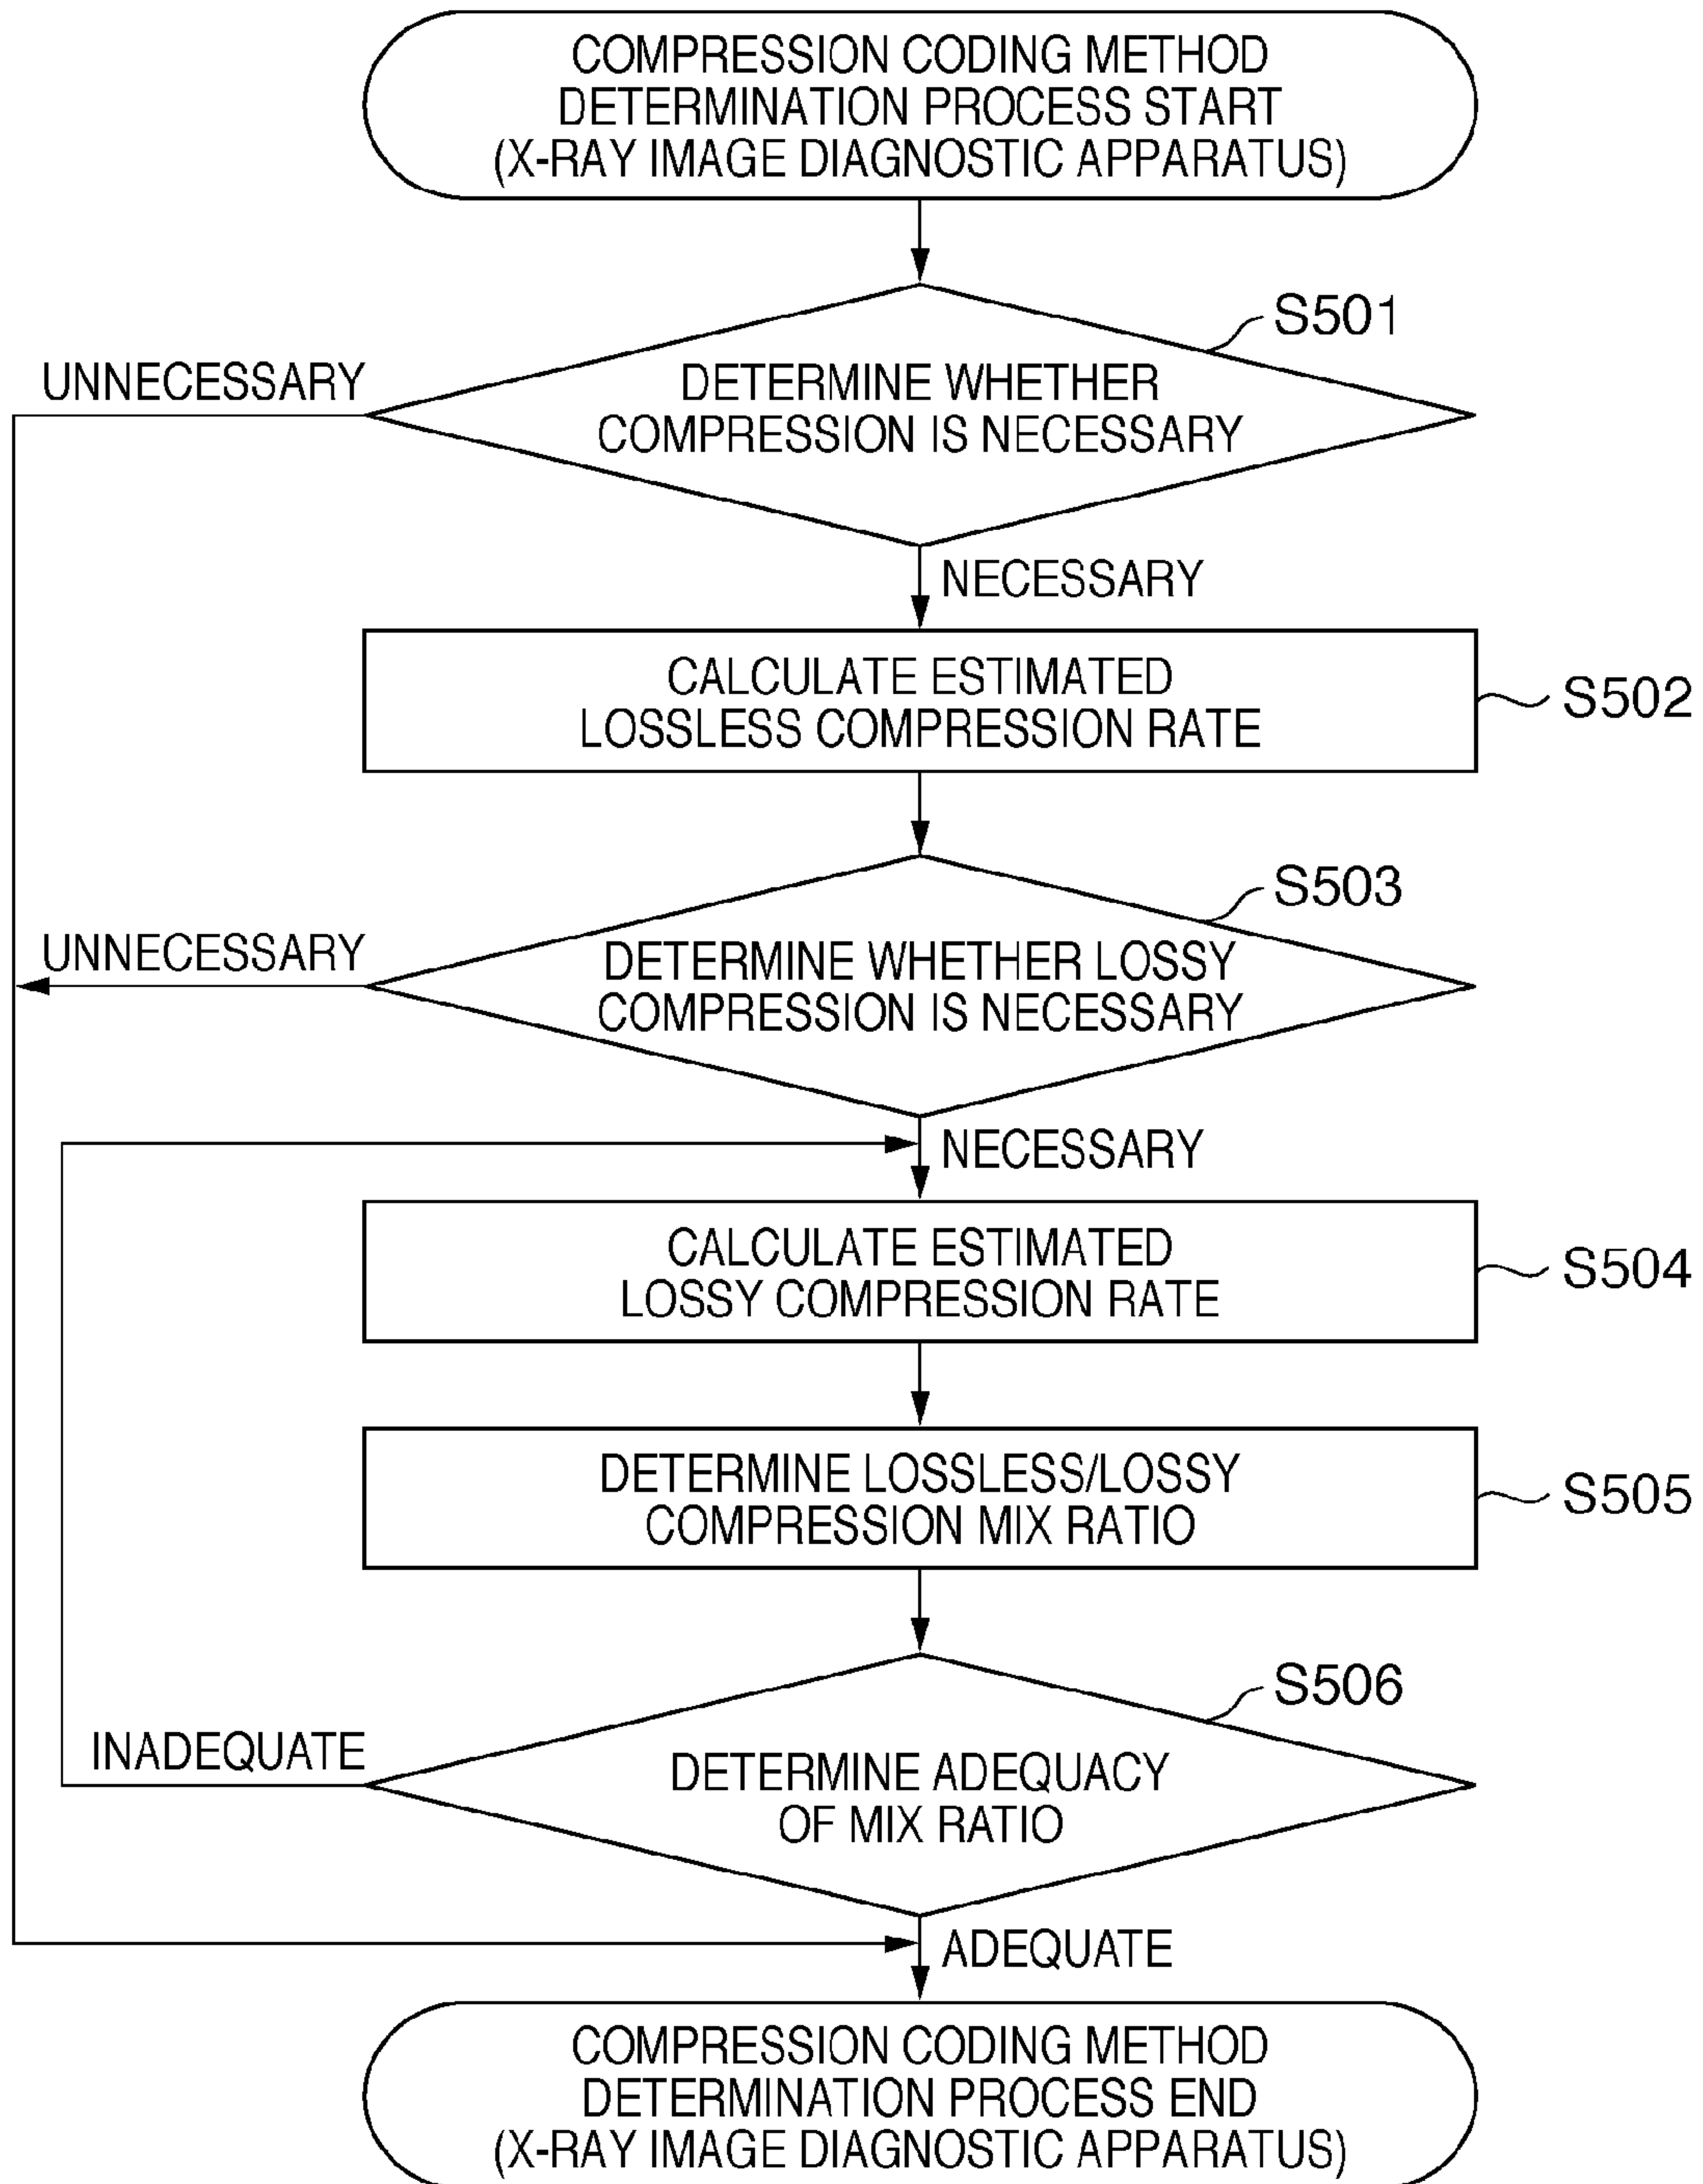 COMPRESSION CODING METHOD
DETERMINATION PROCESS START
(X-RAY IMAGE DIAGNOSTIC APPARATUS)
S501
UNNECESSARY
DETERMINE WHETHER
COMPRESSION IS NECESSARY
NECESSARY
CALCULATE ESTIMATED
LOSSLESS COMPRESSION RATE
S502
S503
UNNECESSARY
DETERMINE WHETHER LOSSY
COMPRESSION IS NECESSARY
NECESSARY
CALCULATE ESTIMATED
LOSSY COMPRESSION RATE
S504
DETERMINE LOSSLESS/LOSSY
COMPRESSION MIX RATIO
S505
S506
INADEQUATE
DETERMINE ADEQUACY
OF MIX RATIO
ADEQUATE
COMPRESSION CODING METHOD
DETERMINATION PROCESS END
(X-RAY IMAGE DIAGNOSTIC APPARATUS)